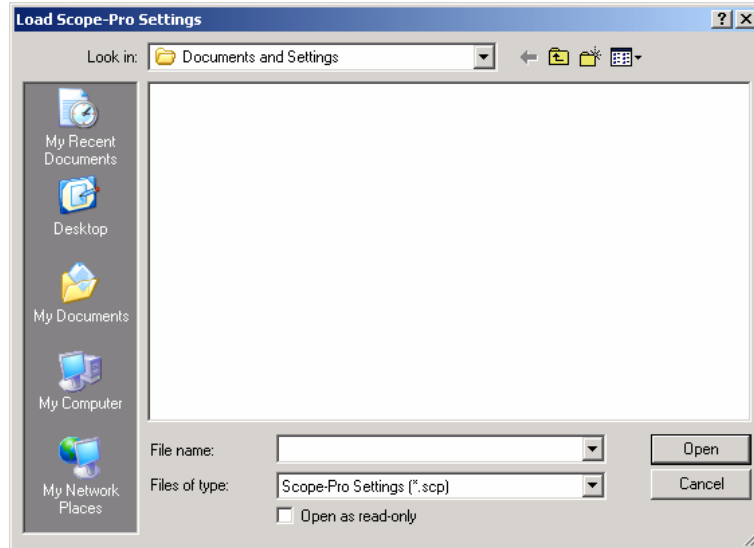 Load Scope-Pro Settings
Look in:
Documents and Settings
My Recent
Documents
Desktop
My Documents
My Computer
My Network
Places
File name:
Open
Files of type:
Scope-Pro Settings (*.scp)
Cancel
Open as read-only